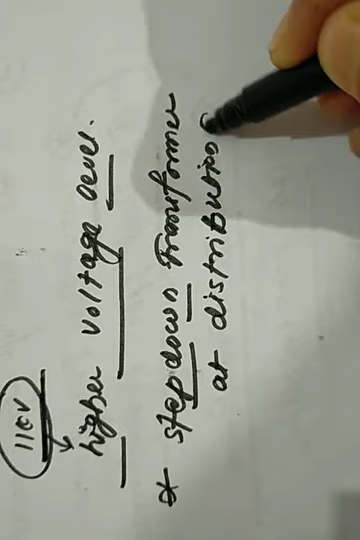 11KV
higher voltage level.
* stepdown Transformer
at distribution